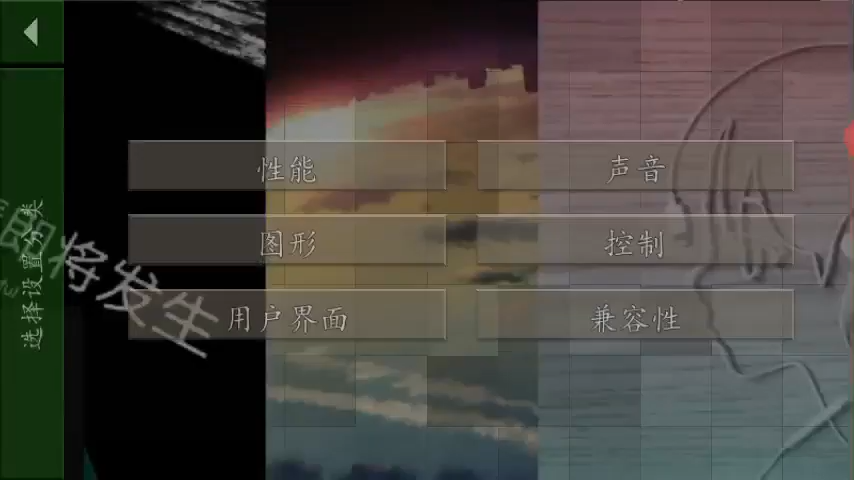 选择设置分类
即将发生
性能
声音
图形
控制
用户界面
兼容性